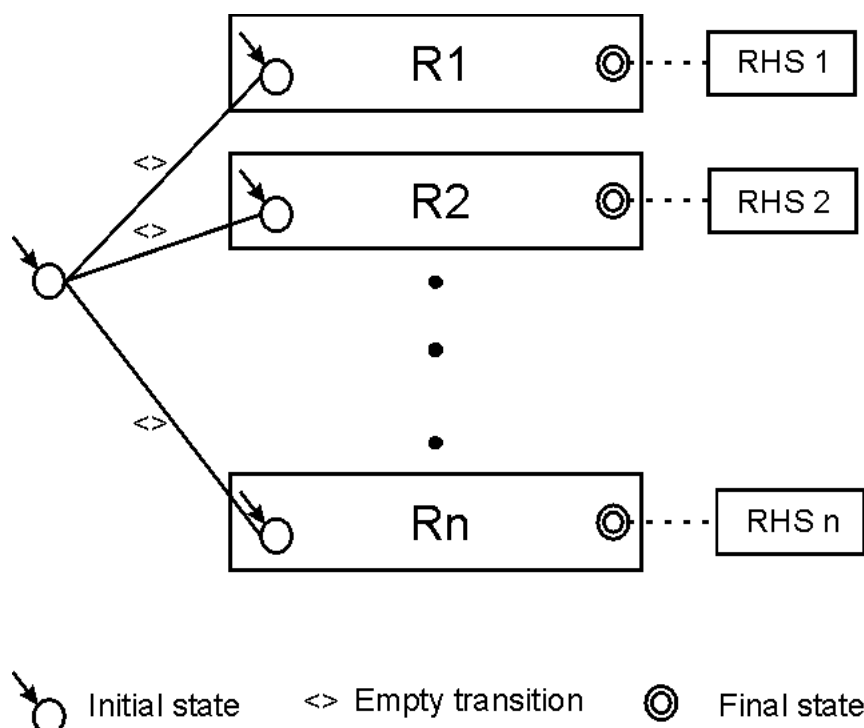 R1
RHS 1
<>
R2
RHS 2
<>
<>
Rn
RHS n
Initial state
<> Empty transition
Final state